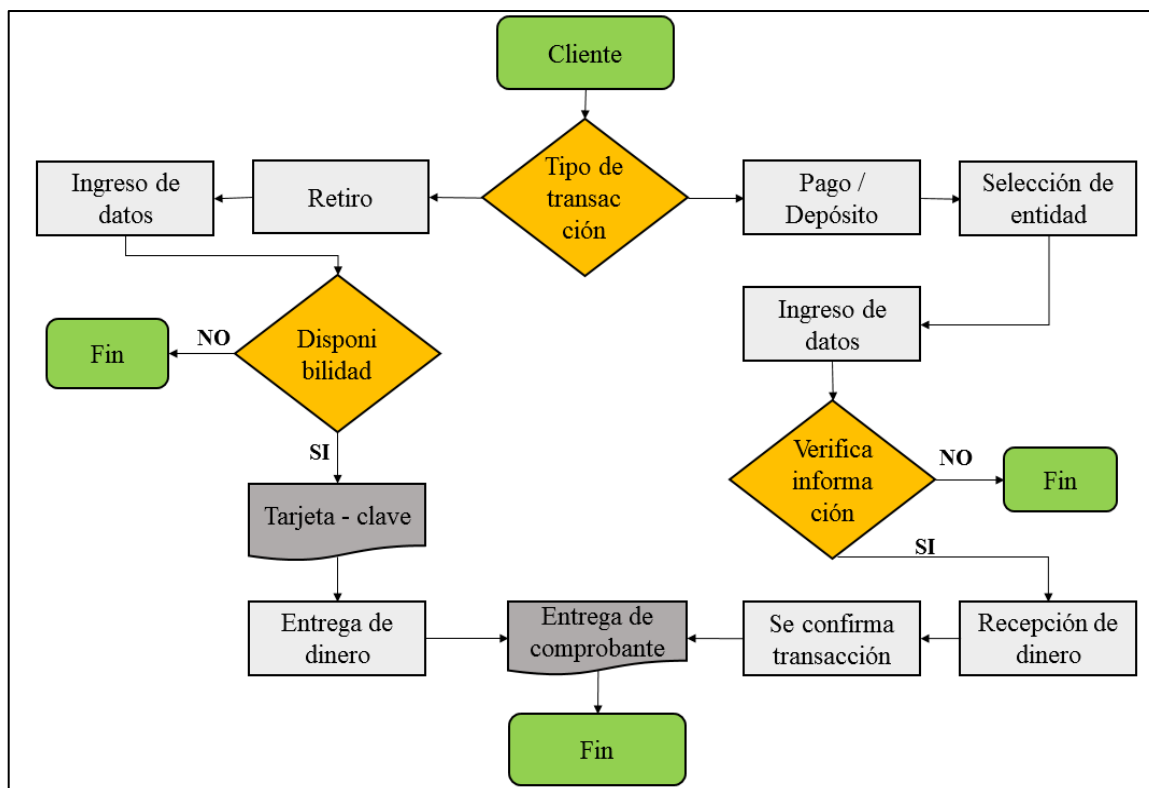 Cliente
Tipo de
transac
ción
Retiro
Ingreso de
datos
Pago /
Depósito
Selección de
entidad
Disponi
bilidad
NO
Fin
SI
Tarjeta - clave
Entrega de
dinero
Ingreso de
datos
Verifica
informa
ción
NO
Fin
SI
Recepción de
dinero
Se confirma
transacción
Entrega de
comprobante
Fin